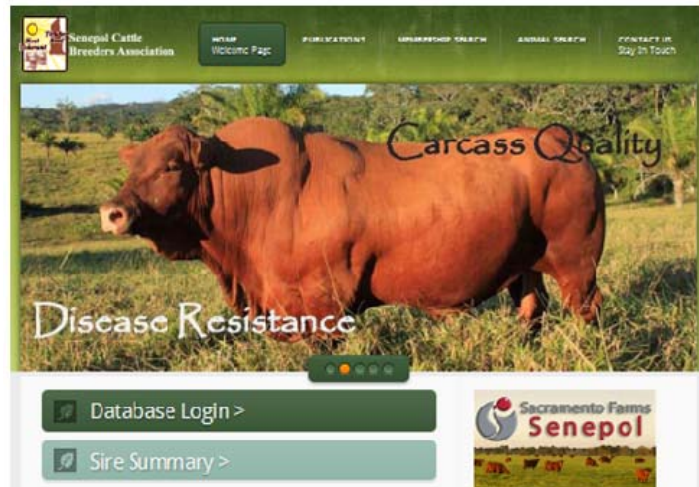 Senepol Cattle
Breeders Association
HOME
Welcome Page
PUBLICATIONS
MEMBERSHIP SEARCH
ANIMAL SEARCH
CONTACT US
Stay In Touch
Carcass Quality
Disease Resistance
Database Login >
Sire Summary >
Sacramento Farms
Senepol